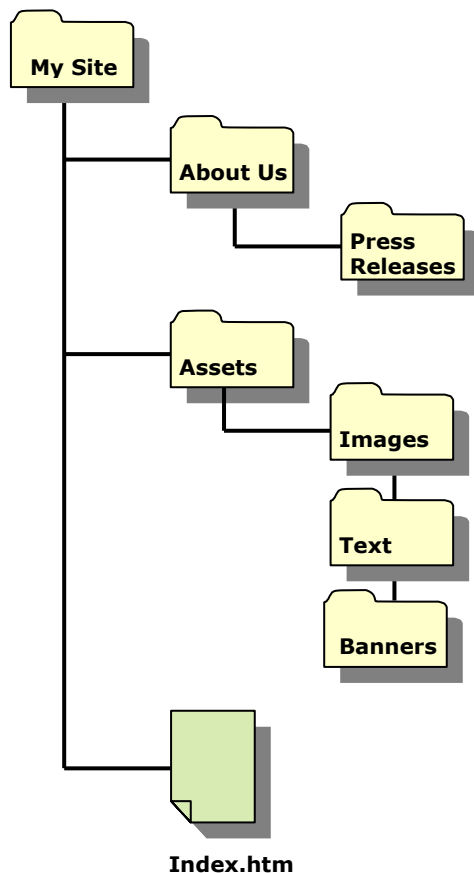 My Site
About Us
Press
Releases
Assets
Images
Text
Banners
Index.htm